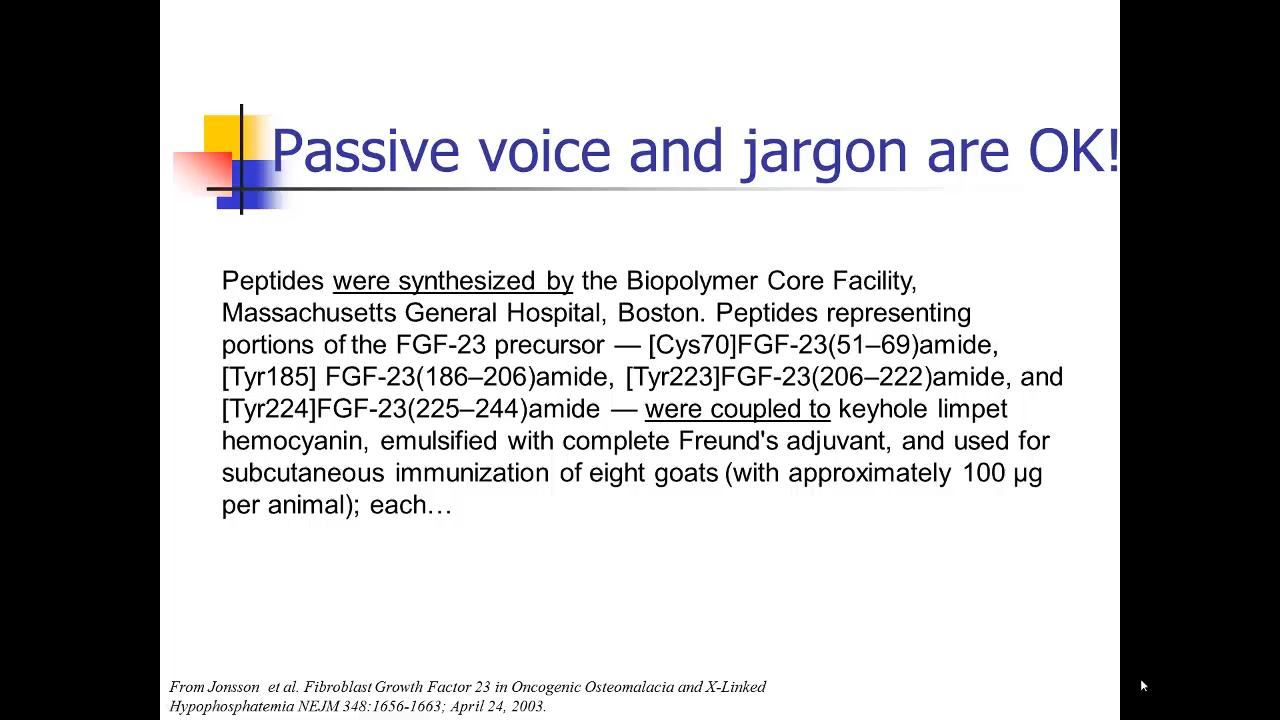 Passive voice and jargon are OK!
Peptides were synthesized by the Biopolymer Core Facility,
Massachusetts General Hospital, Boston. Peptides representing
portions of the FGF-23 precursor — [Cys70]FGF-23(51–69)amide,
[Tyr185] FGF-23(186–206)amide, [Tyr223]FGF-23(206–222)amide, and
[Tyr224]FGF-23(225–244)amide — were coupled to keyhole limpet
hemocyanin, emulsified with complete Freund's adjuvant, and used for
subcutaneous immunization of eight goats (with approximately 100 μg
per animal); each…
From Jonsson et al. Fibroblast Growth Factor 23 in Oncogenic Osteomalacia and X-Linked
Hypophosphatemia NEJM 348:1656-1663; April 24, 2003.